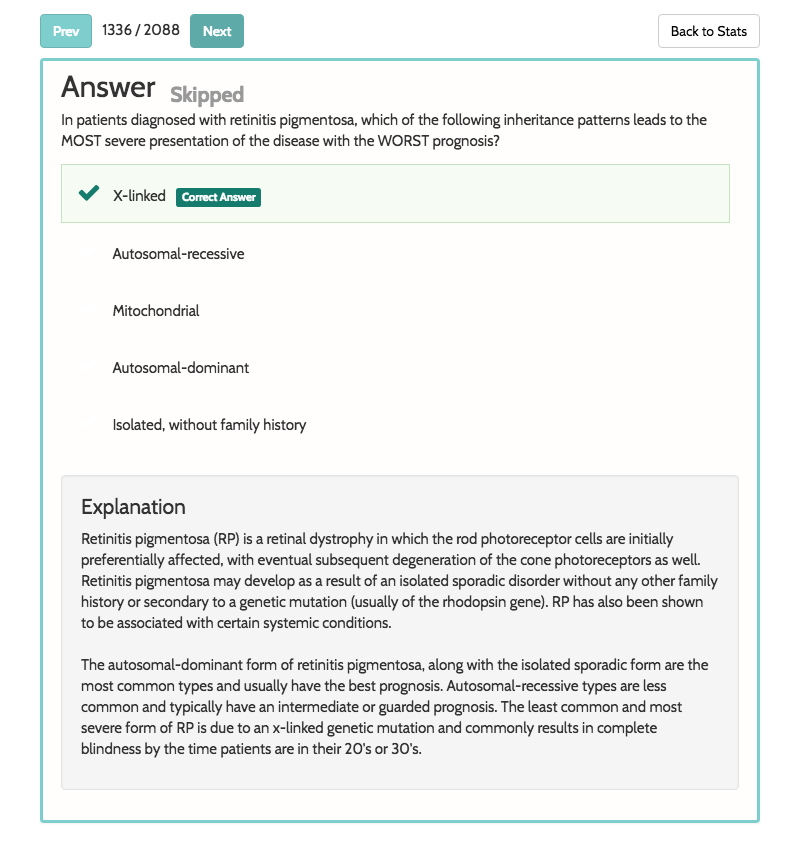 Prev 1336 / 2088 Next Back to Stats
Answer Skipped
In patients diagnosed with retinitis pigmentosa, which of the following inheritance patterns leads to the
MOST severe presentation of the disease with the WORST prognosis?
X-linked Correct Answer
Autosomal-recessive
Mitochondrial
Autosomal-dominant
Isolated, without family history
Explanation
Retinitis pigmentosa (RP) is a retinal dystrophy in which the rod photoreceptor cells are initially
preferentially affected, with eventual subsequent degeneration of the cone photoreceptors as well.
Retinitis pigmentosa may develop as a result of an isolated sporadic disorder without any other family
history or secondary to a genetic mutation (usually of the rhodopsin gene). RP has also been shown
to be associated with certain systemic conditions.
The autosomal-dominant form of retinitis pigmentosa, along with the isolated sporadic form are the
most common types and usually have the best prognosis. Autosomal-recessive types are less
common and typically have an intermediate or guarded prognosis. The least common and most
severe form of RP is due to an x-linked genetic mutation and commonly results in complete
blindness by the time patients are in their 20's or 30's.